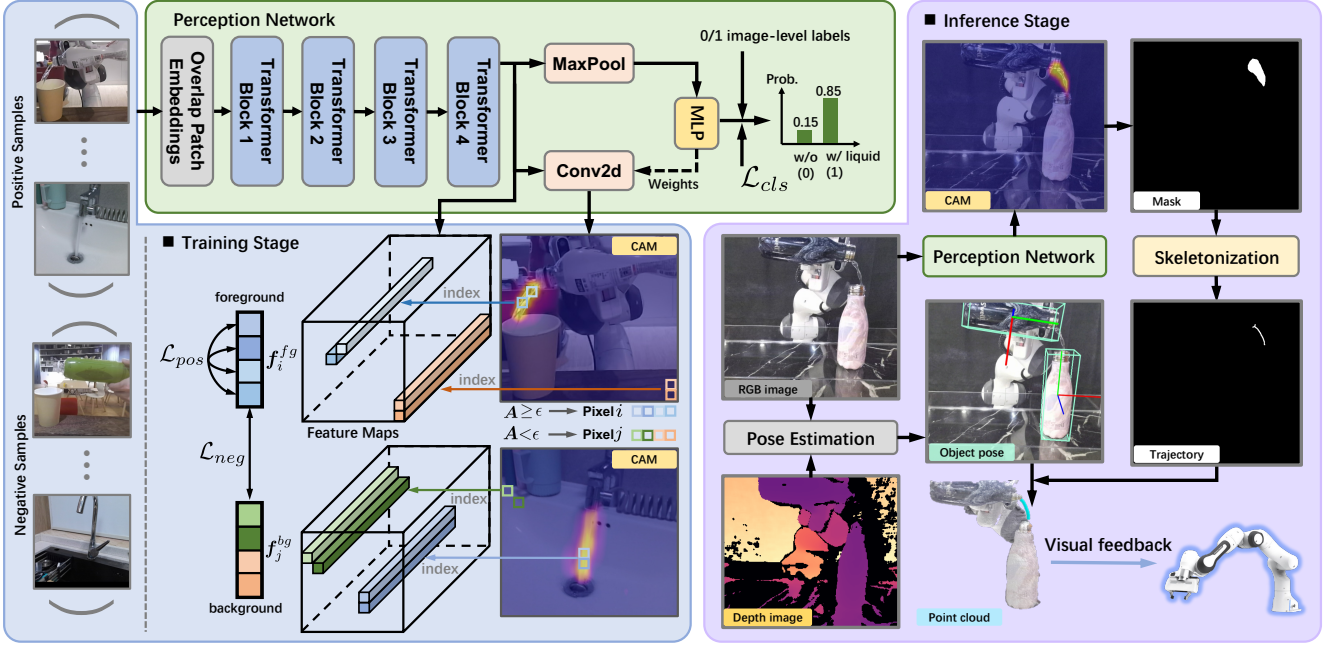 Positive Samples
Negative Samples
Perception Network
Overlap Patch
Embeddings
Transformer
Block 1
Transformer
Block 2
Transformer
Block 3
Transformer
Block 4
MaxPool
Conv2d
MLP
Weights
0/1 image-level labels
ℒcls
Prob.
0.15
0.85
w/o w/ liquid
(0) (1)
■ Training Stage
foreground
ℒpos
f_i^fg
ℒneg
f_j^bg
background
index
index
Feature Maps
CAM
A≥ϵ → Pixel i
A<ϵ → Pixel j
index
index
CAM
■ Inference Stage
CAM
Mask
Perception Network
Skeletonization
RGB image
Pose Estimation
Object pose
Trajectory
Depth image
Point cloud
Visual feedback